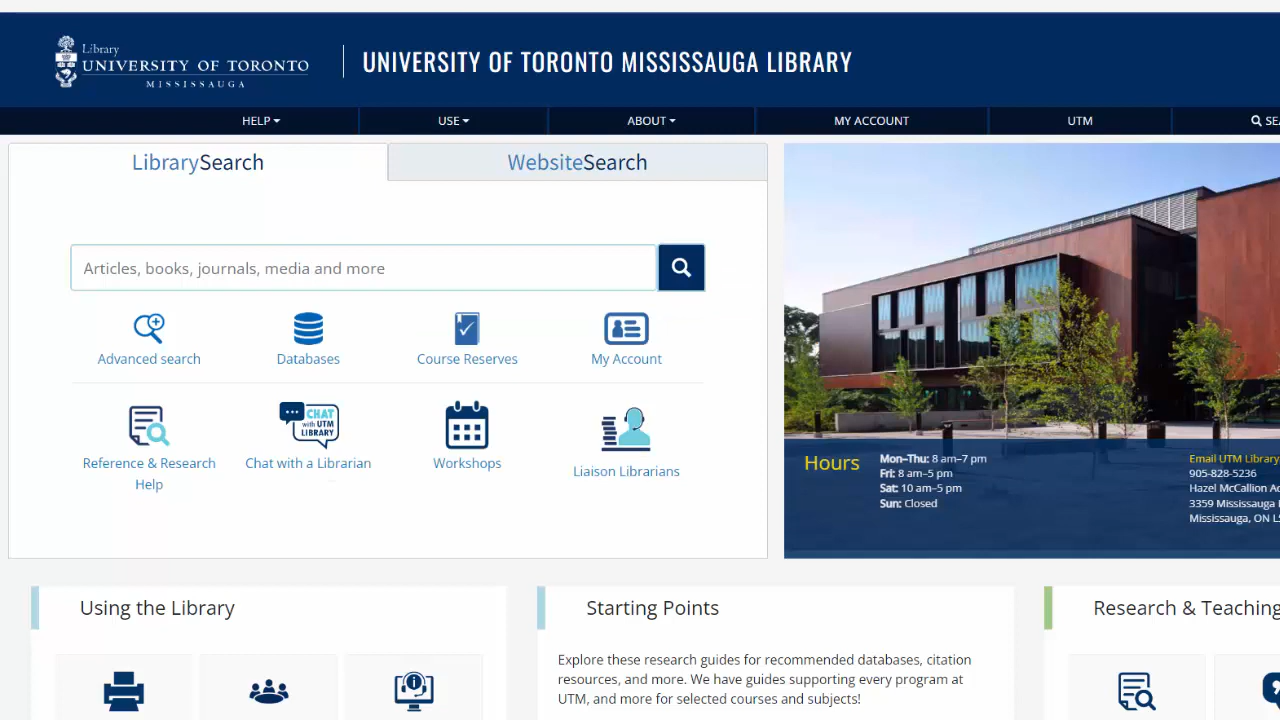 Library
UNIVERSITY OF TORONTO
MISSISSAUGA
UNIVERSITY OF TORONTO MISSISSAUGA LIBRARY
HELP
USE
ABOUT
MY ACCOUNT
UTM
LibrarySearch
WebsiteSearch
Articles, books, journals, media and more
Advanced search
Databases
Course Reserves
My Account
CHAT
with UTM
LIBRARY
Reference & Research
Help
Chat with a Librarian
Workshops
Liaison Librarians
Hours
Mon–Thu: 8 am–7 pm
Fri: 8 am–5 pm
Sat: 10 am–5 pm
Sun: Closed
Email UTM Library
905-828-5236
Hazel McCallion
3359 Mississauga
Mississauga, ON
Using the Library
Starting Points
Explore these research guides for recommended databases, citation
resources, and more. We have guides supporting every program at
UTM, and more for selected courses and subjects!
Research & Teaching